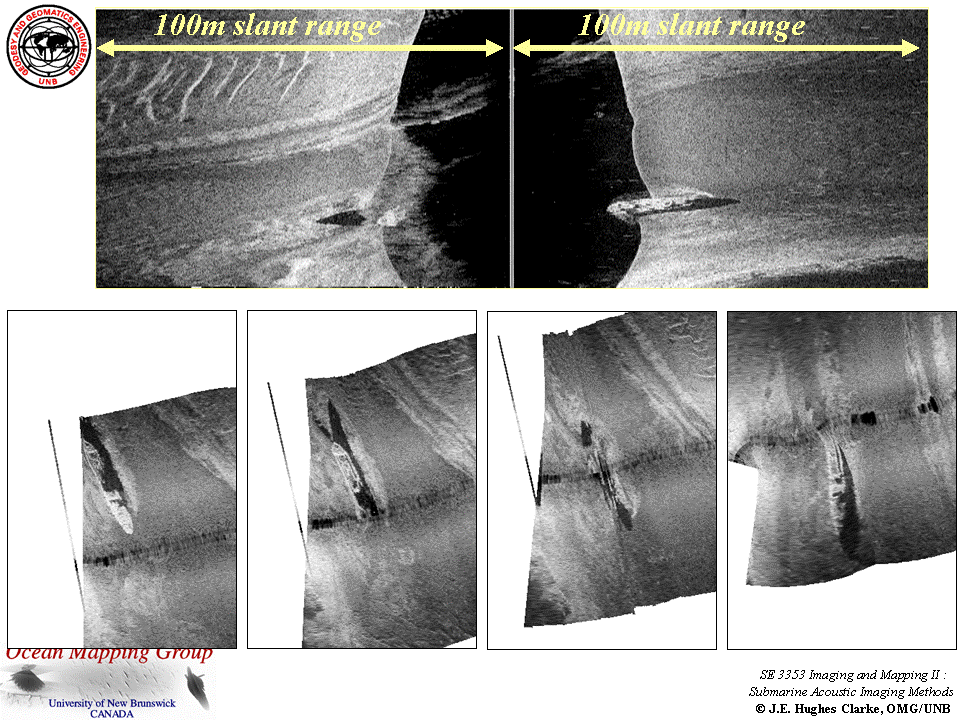 100m slant range
100m slant range
GEODESY AND GEOMATICS ENGINEERING
UNB
Ocean Mapping Group
University of New Brunswick
CANADA
SE 3353 Imaging and Mapping II :
Submarine Acoustic Imaging Methods
© J.E. Hughes Clarke, OMG/UNB